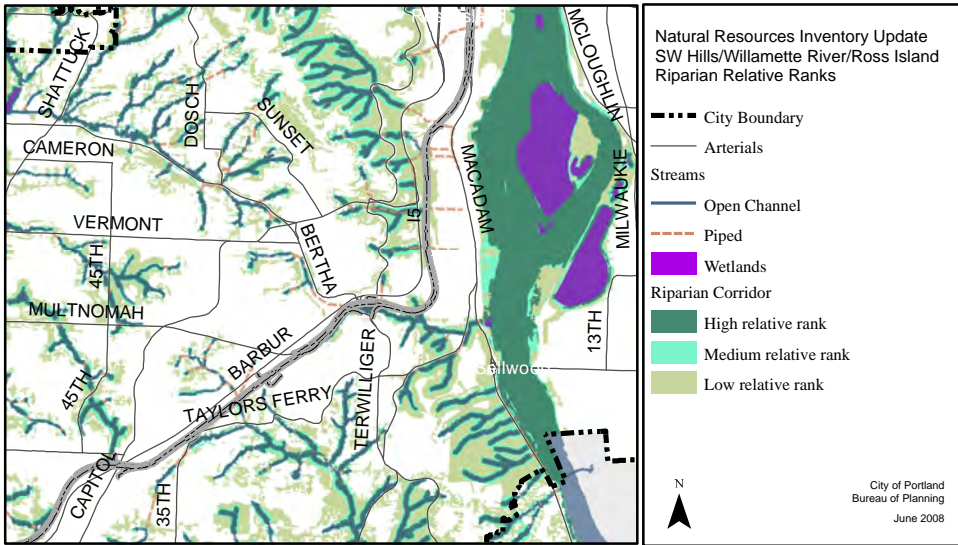 SHATTUCK
DOSCH
SUNSET
CAMERON
VERMONT
45TH
MULTNOMAH
BERTHA
BARBUR
45TH
TAYLORS FERRY
TERWILLIGER
CAPITOL
35TH
I5
MACADAM
MCLOUGHLIN
MILWAUKIE
13TH
Sellwood
Natural Resources Inventory Update
SW Hills/Willamette River/Ross Island
Riparian Relative Ranks
City Boundary
Arterials
Streams
Open Channel
Piped
Wetlands
Riparian Corridor
High relative rank
Medium relative rank
Low relative rank
N
City of Portland
Bureau of Planning
June 2008